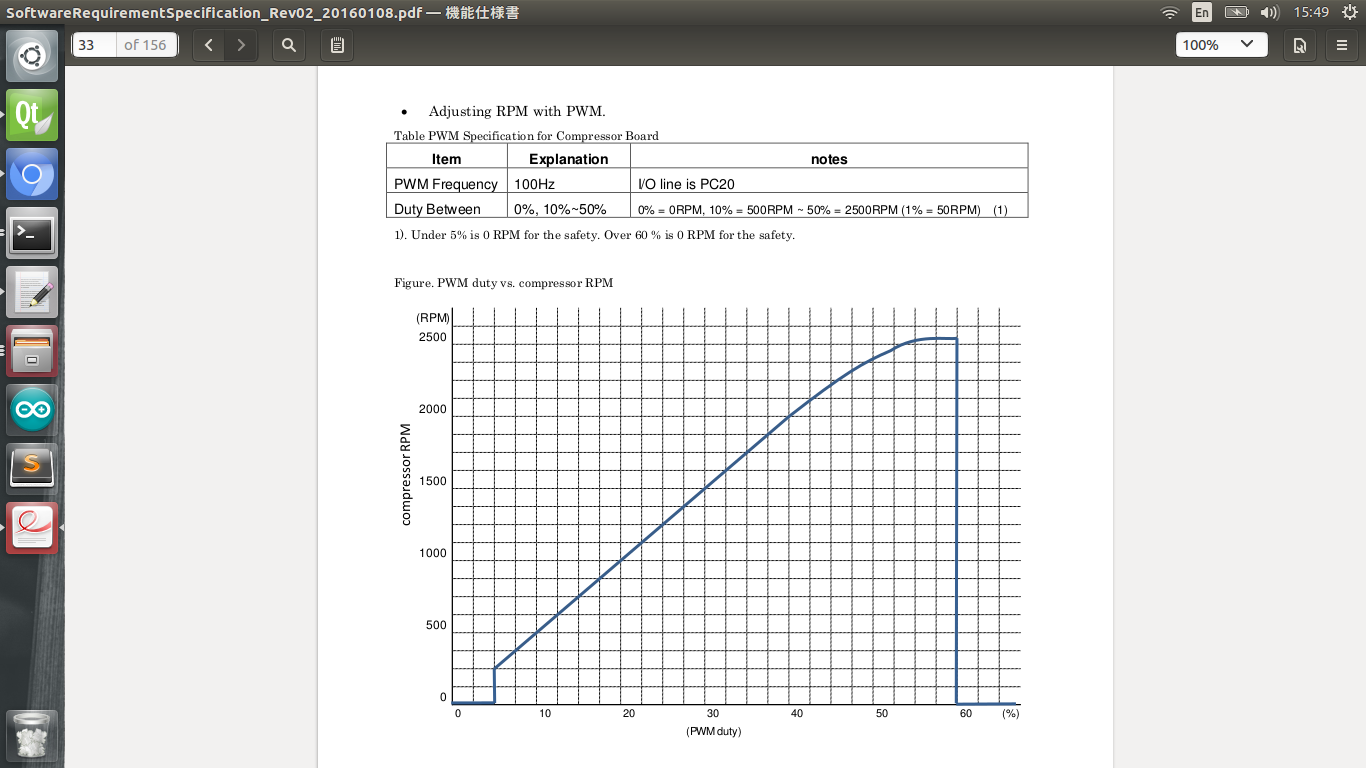 SoftwareRequirementSpecification_Rev02_20160108.pdf — 機能仕様書
En
15:49
33 of 156
100%
• Adjusting RPM with PWM.
Table PWM Specification for Compressor Board
Item Explanation notes
PWM Frequency 100Hz I/O line is PC20
Duty Between 0%, 10%~50% 0% = 0RPM, 10% = 500RPM ~ 50% = 2500RPM (1% = 50RPM) (1)
1). Under 5% is 0 RPM for the safety. Over 60 % is 0 RPM for the safety.
Figure. PWM duty vs. compressor RPM
(RPM)
2500
2000
1500
1000
500
0
compressor RPM
0 10 20 30 40 50 60 (%)
(PWM duty)
Qt
S